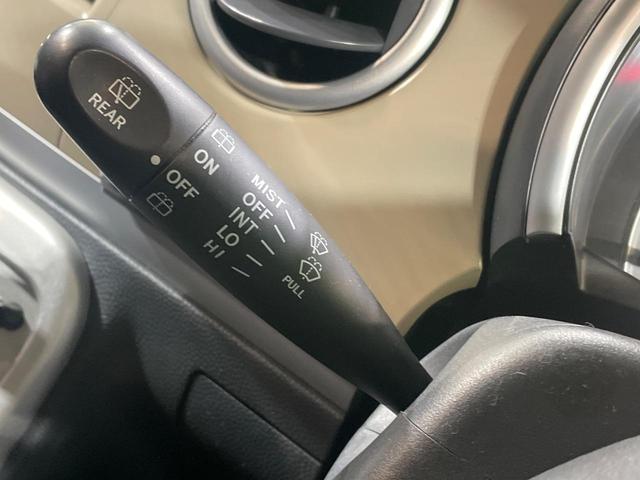 REAR
ON
OFF
MIST
OFF
INT
LO
HI
PULL